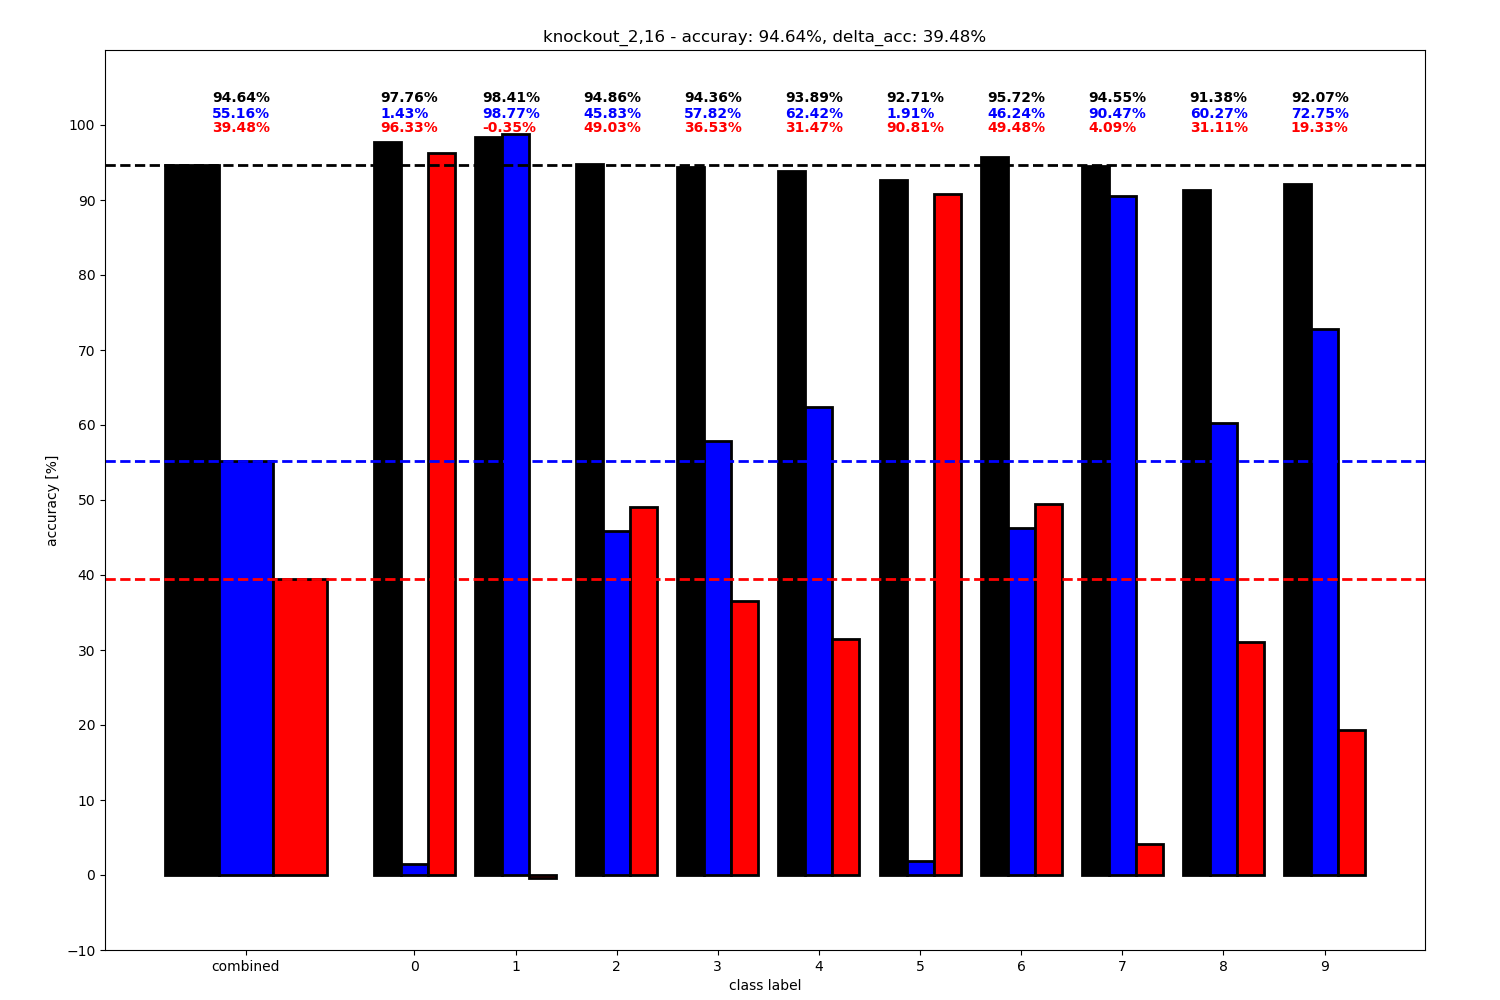 knockout_2,16 - accuray: 94.64%, delta_acc: 39.48%
94.64% 97.76% 98.41% 94.86% 94.36% 93.89% 92.71% 95.72% 94.55% 91.38% 92.07%
55.16% 1.43% 98.77% 45.83% 57.82% 62.42% 1.91% 46.24% 90.47% 60.27% 72.75%
39.48% 96.33% -0.35% 49.03% 36.53% 31.47% 90.81% 49.48% 4.09% 31.11% 19.33%
100
90
80
70
60
50
40
30
20
10
0
−10
accuracy [%]
combined 0 1 2 3 4 5 6 7 8 9
class label